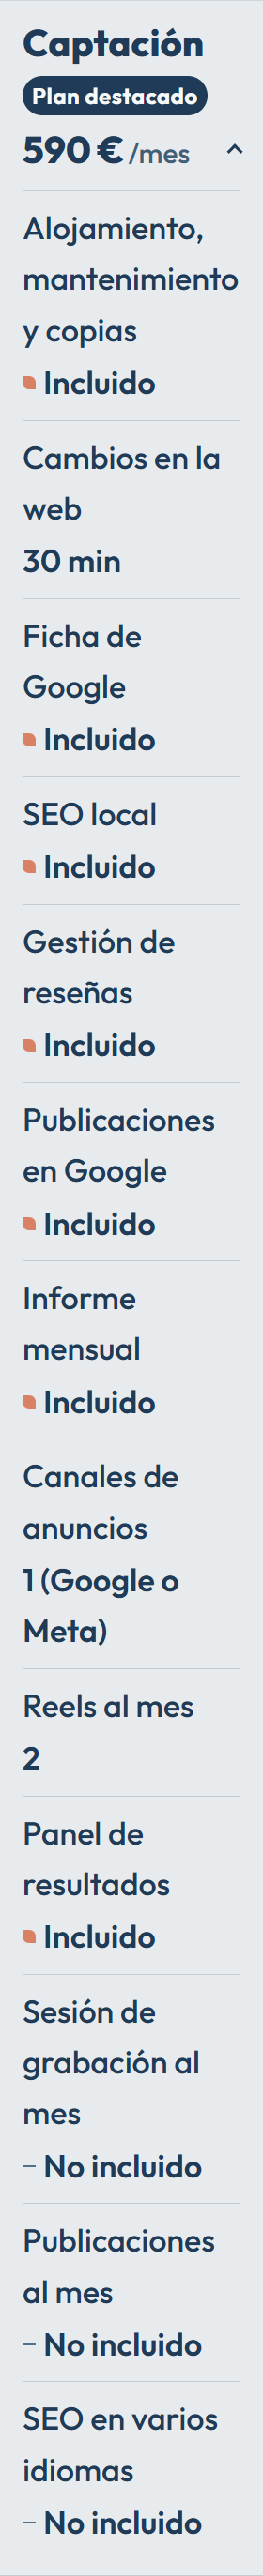 Captación
Plan destacado
590 € /mes
Alojamiento,
mantenimiento
y copias
Incluido
Cambios en la
web
30 min
Ficha de
Google
Incluido
SEO local
Incluido
Gestión de
reseñas
Incluido
Publicaciones
en Google
Incluido
Informe
mensual
Incluido
Canales de
anuncios
1 (Google o
Meta)
Reels al mes
2
Panel de
resultados
Incluido
Sesión de
grabación al
mes
– No incluido
Publicaciones
al mes
– No incluido
SEO en varios
idiomas
– No incluido